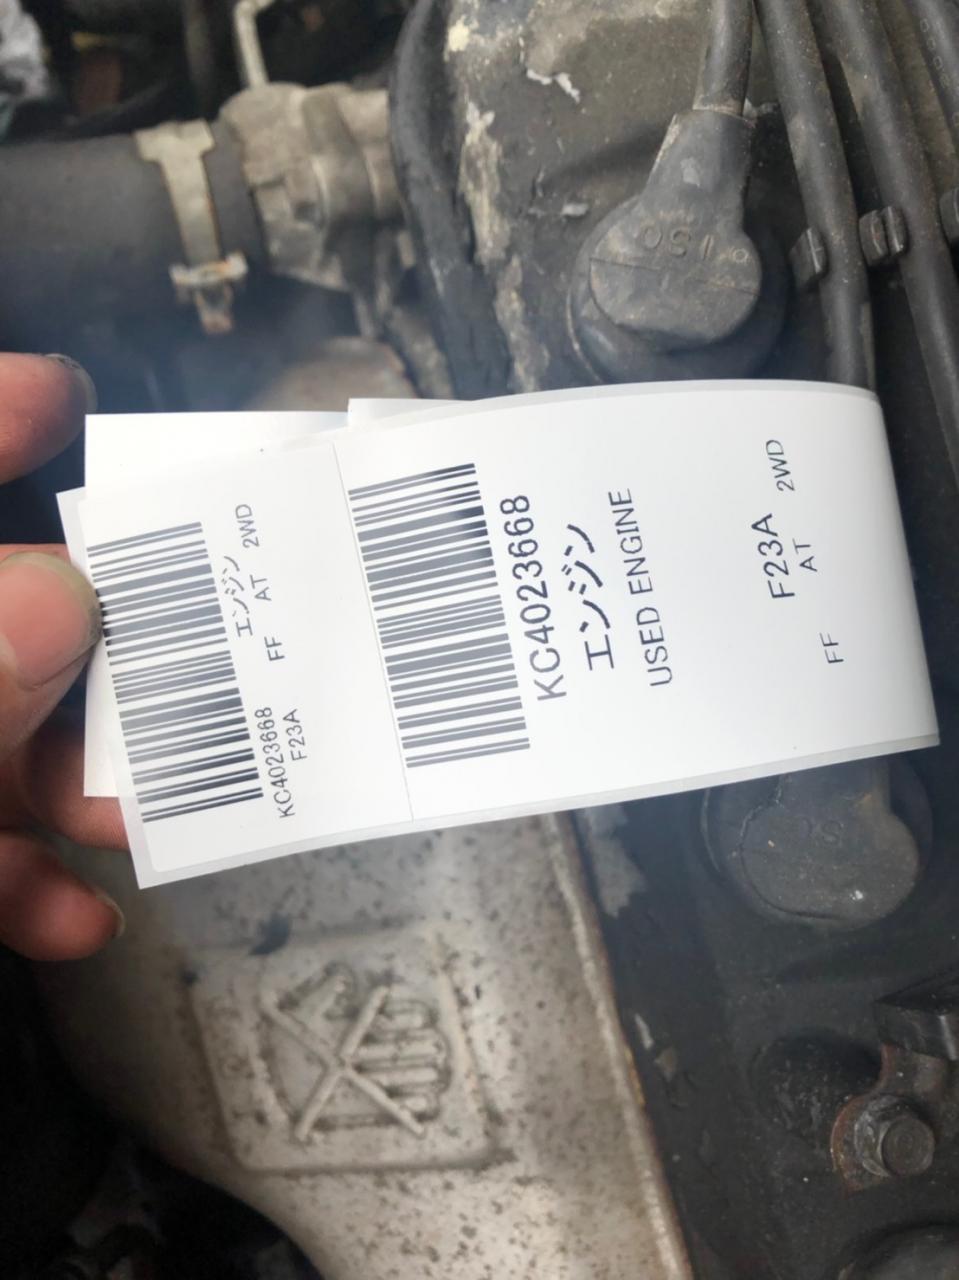 KC4023668
エンジン
USED ENGINE
F23A
AT 2WD
FF
KC4023668 エンジン
F23A FF AT 2WD